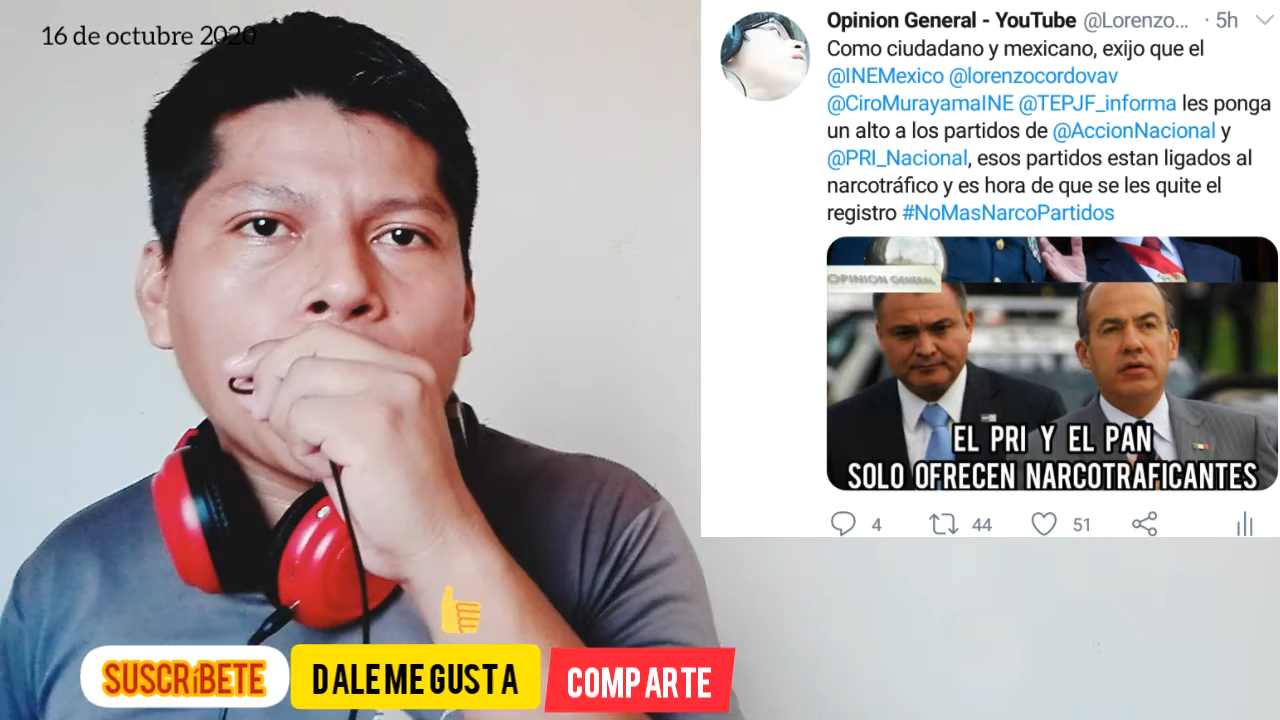 16 de octubre 2020
Opinion General - YouTube @Lorenzo... · 5h
Como ciudadano y mexicano, exijo que el
@INEMexico @lorenzocordovav
@CiroMurayamaINE @TEPJF_informa les ponga
un alto a los partidos de @AccionNacional y
@PRI_Nacional, esos partidos estan ligados al
narcotráfico y es hora de que se les quite el
registro #NoMasNarcoPartidos
OPINION GENERAL
EL PRI Y EL PAN
SOLO OFRECEN NARCOTRAFICANTES
4 44 51
SUSCRíBETE
DALE ME GUSTA
COMPARTE